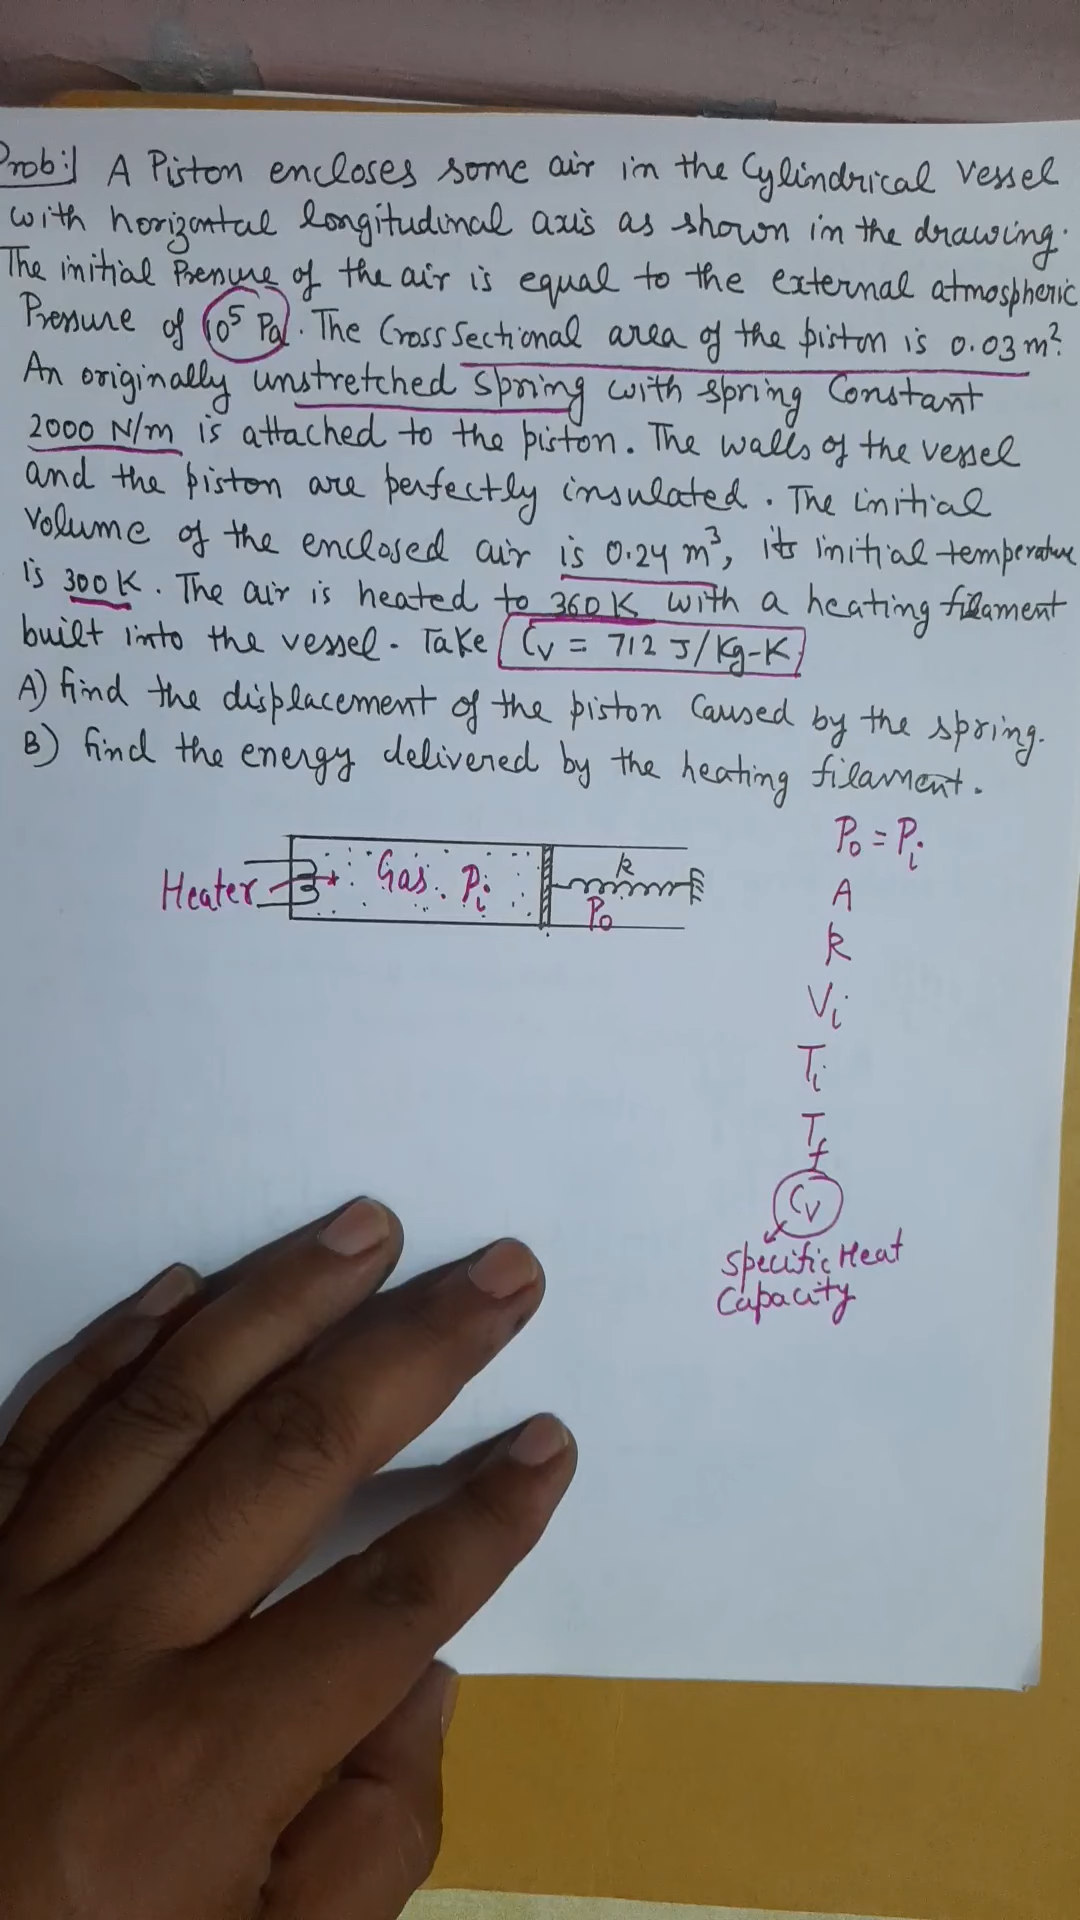 Prob:1 A Piston encloses some air in the Cylindrical Vessel
with horizontal longitudinal axis as shown in the drawing.
The initial Pressure of the air is equal to the external atmospheric
Pressure of 10⁵ Pa. The Cross Sectional area of the piston is 0.03 m².
An originally unstretched spring with spring Constant
2000 N/m is attached to the piston. The walls of the vessel
and the piston are perfectly insulated. The initial
Volume of the enclosed air is 0.24 m³, its initial temperature
is 300 K. The air is heated to 360 K with a heating filament
built into the vessel. Take Cv = 712 J/Kg-K
A) find the displacement of the piston Caused by the spring.
B) find the energy delivered by the heating filament.
Heater
Gas Pi
k
P₀
P₀ = Pi
A
k
Vi
Ti
Tf
Cv
Specific Heat
Capacity